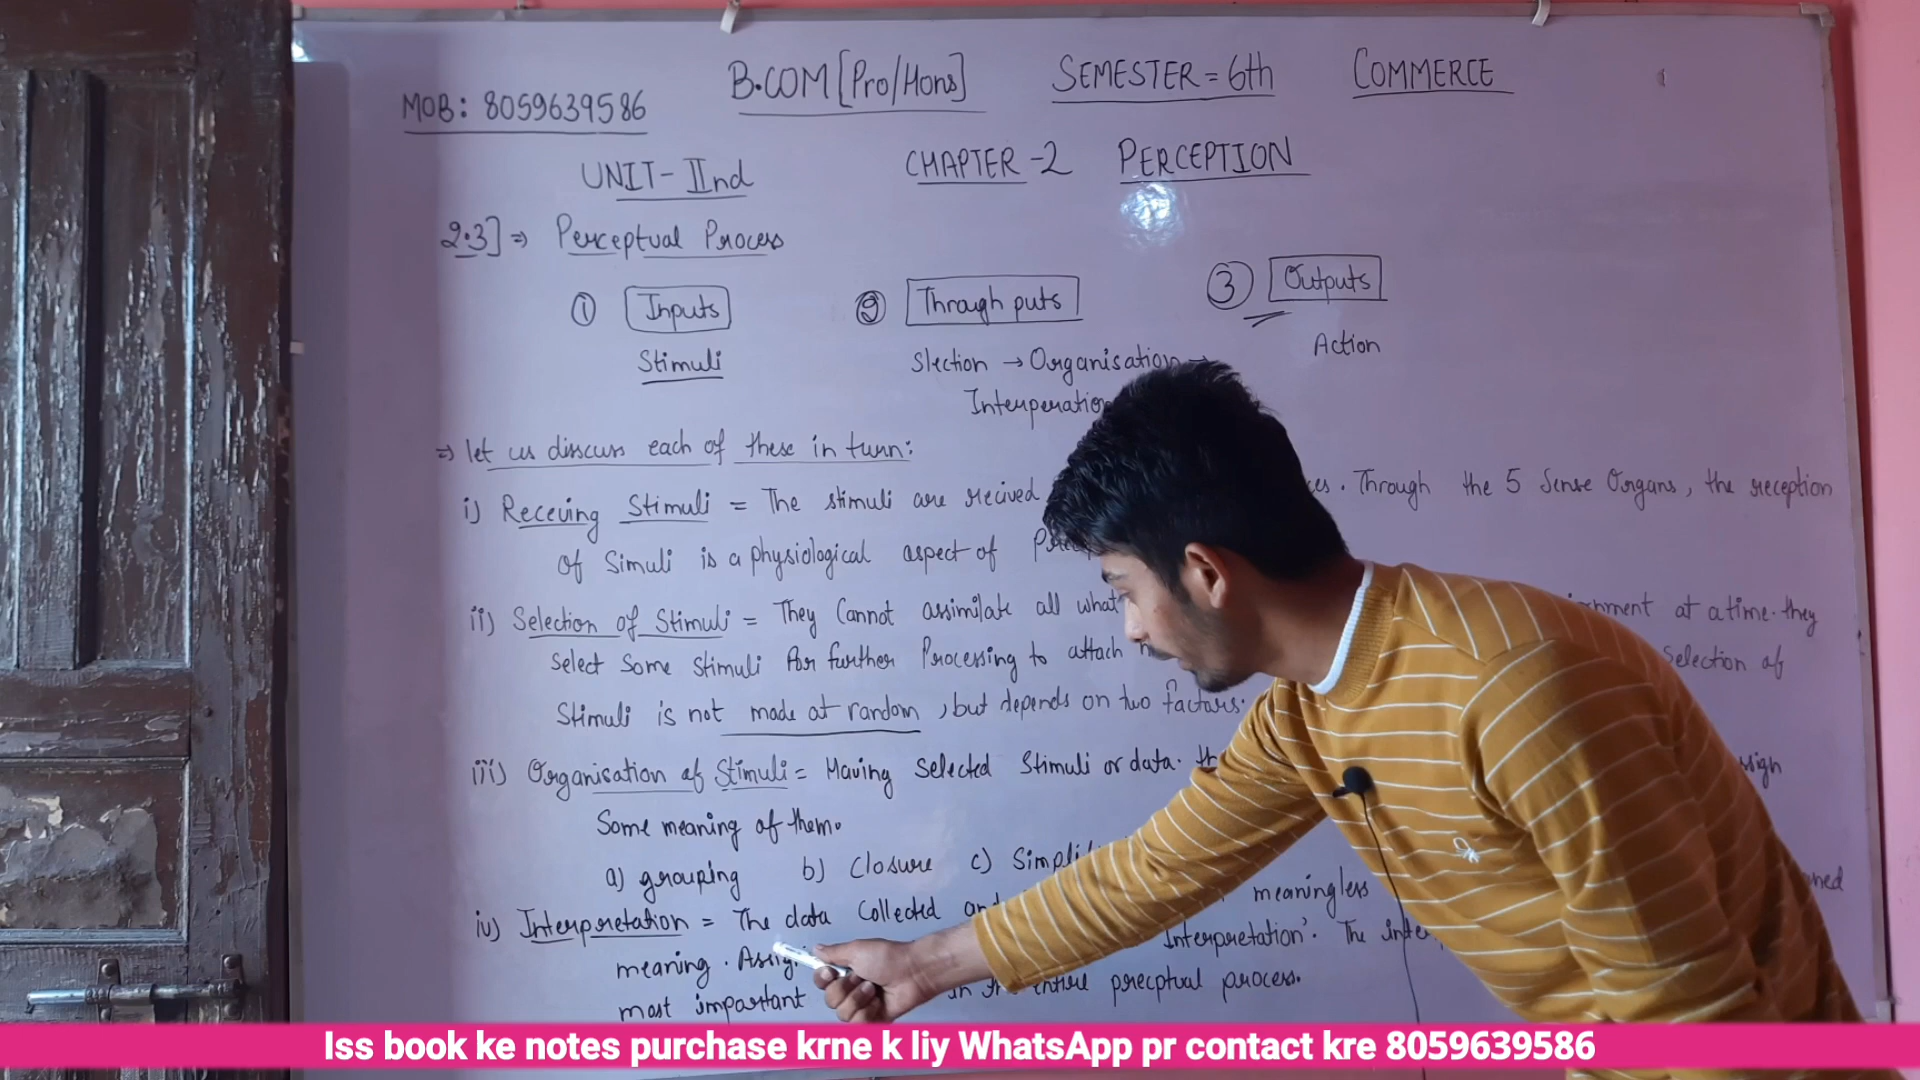 MOB: 8059639586 B.COM[Pro/Hons] SEMESTER = 6th COMMERCE
UNIT-IInd CHAPTER-2 PERCEPTION
2.3] ⇒ Perceptual Process
① Inputs ② Through puts ③ Outputs
Stimuli Slection → Organisation → Action
Interperation
⇒ let us discuss each of these in turn:
i) Receving Stimuli = The stimuli are recived . Through the 5 Sense Organs, the reception
of Simuli is a physiological aspect of
ii) Selection of Stimuli = They Cannot assimilate all what at a time. they
Select Some Stimuli for further Processing to attach Selection of
Stimuli is not made at random, but depends on two factors.
iii) Organisation of Stimuli = Having Selected Stimuli or data.
Some meaning of them.
a) grouping b) Closure c)
iv) Interpretation = The data Collected meaningless
meaning. Interpretation'. The
most important in the entire precptual process.
Iss book ke notes purchase krne k liy WhatsApp pr contact kre 8059639586